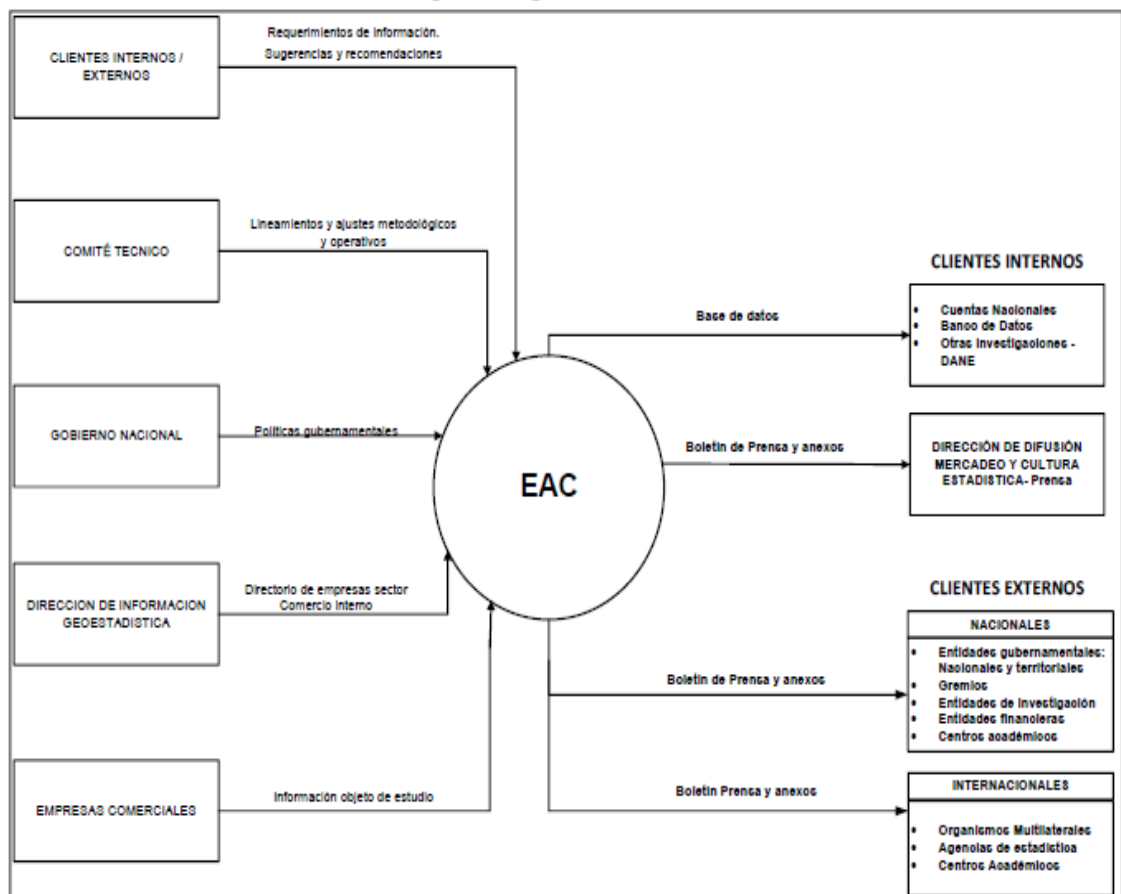 CLIENTES INTERNOS /
EXTERNOS
Requerimientos de información.
Sugerencias y recomendaciones
COMITÉ TECNICO
Lineamientos y ajustes metodológicos
y operativos
GOBIERNO NACIONAL
Políticas gubernamentales
DIRECCION DE INFORMACION
GEOESTADISTICA
Directorio de empresas sector
Comercio Interno
EMPRESAS COMERCIALES
Información objeto de estudio
EAC
Base de datos
CLIENTES INTERNOS
• Cuentas Nacionales
• Banco de Datos
• Otras Investigaciones -
DANE
Boletín de Prensa y anexos
DIRECCIÓN DE DIFUSIÓN
MERCADEO Y CULTURA
ESTADISTICA- Prensa
CLIENTES EXTERNOS
NACIONALES
Boletín de Prensa y anexos
• Entidades gubernamentales:
Nacionales y territoriales
• Gremios
• Entidades de Investigación
• Entidades financieras
• Centros académicos
Boletín Prensa y anexos
INTERNACIONALES
• Organismos Multilaterales
• Agencias de estadística
• Centros Académicos